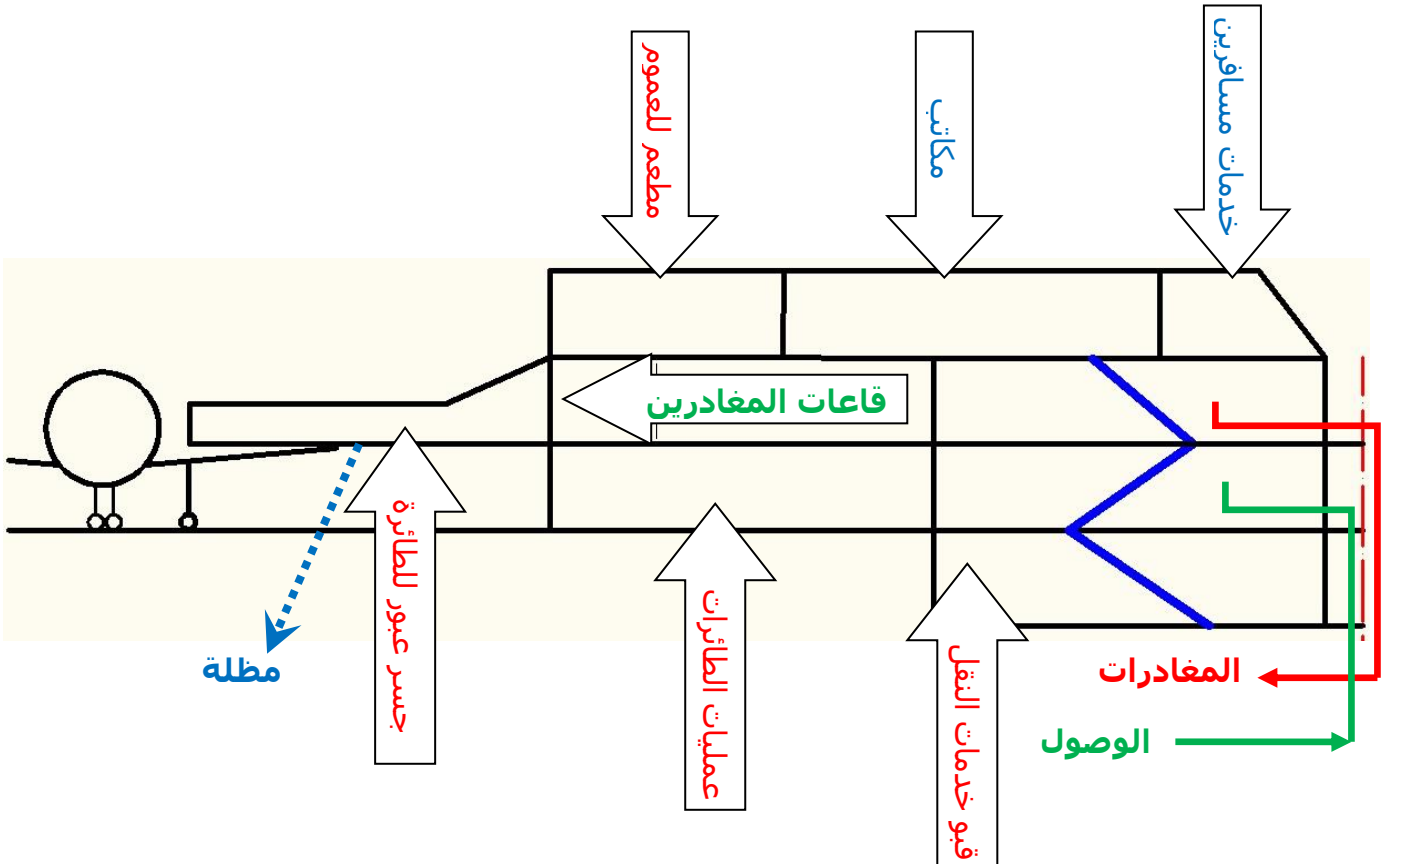 خدمات مسافرين
مكاتب
مطعم للعموم
قاعات المغادرين
جسر عبور للطائرة
عمليات الطائرات
قبو خدمات النقل
مظلة
المغادرات
الوصول